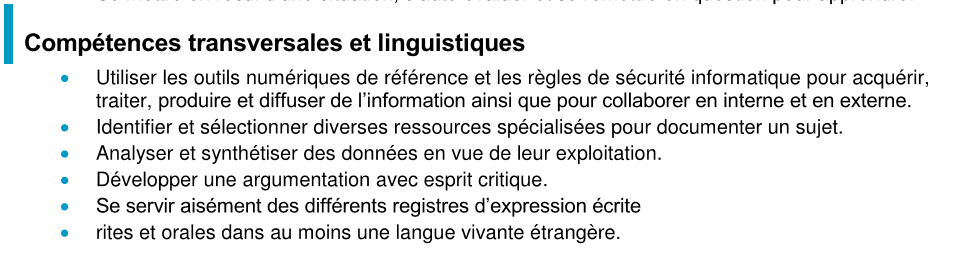 Compétences transversales et linguistiques
• Utiliser les outils numériques de référence et les règles de sécurité informatique pour acquérir,
traiter, produire et diffuser de l'information ainsi que pour collaborer en interne et en externe.
• Identifier et sélectionner diverses ressources spécialisées pour documenter un sujet.
• Analyser et synthétiser des données en vue de leur exploitation.
• Développer une argumentation avec esprit critique.
• Se servir aisément des différents registres d'expression écrite
• rites et orales dans au moins une langue vivante étrangère.